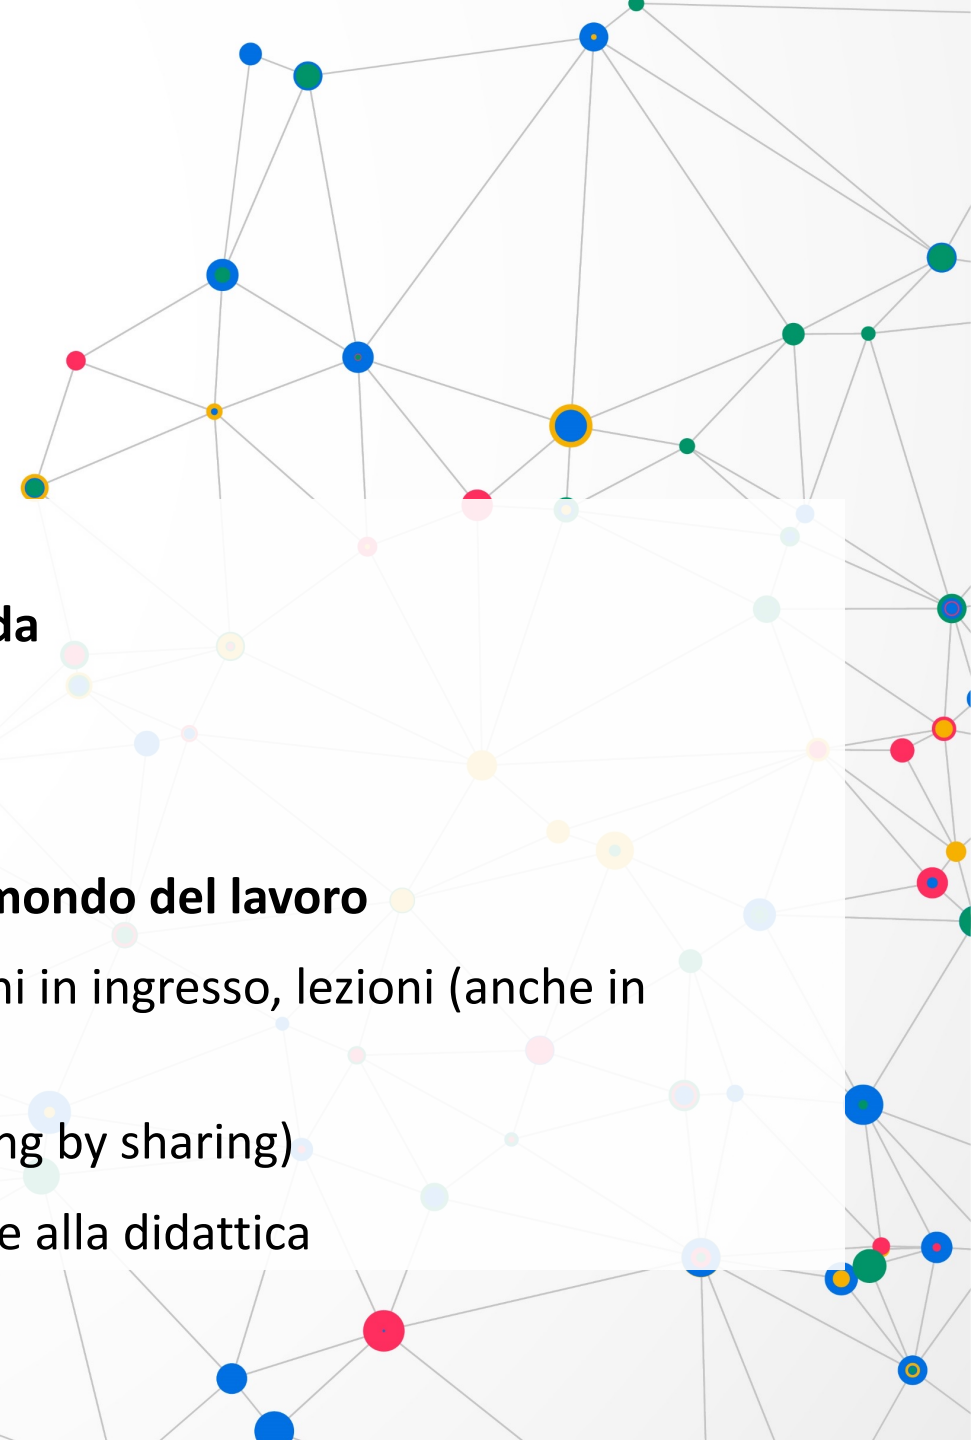 da
mondo del lavoro
ni in ingresso, lezioni (anche in
ng by sharing)
e alla didattica